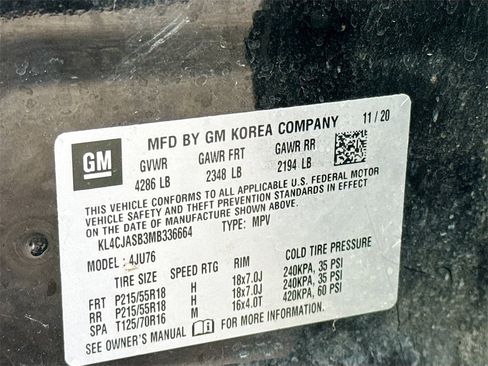 GM
MFD BY GM KOREA COMPANY 11/20
GVWR GAWR FRT GAWR RR
4286 LB 2348 LB 2194 LB
THIS VEHICLE CONFORMS TO ALL APPLICABLE U.S. FEDERAL MOTOR
VEHICLE SAFETY AND THEFT PREVENTION STANDARDS IN EFFECT
ON THE DATE OF MANUFACTURE SHOWN ABOVE.
KL4CJASB3MB336664 TYPE: MPV
MODEL: 4JU76
TIRE SIZE SPEED RTG RIM COLD TIRE PRESSURE
FRT P215/55R18 H 18x7.0J 240KPA, 35 PSI
RR P215/55R18 H 18x7.0J 240KPA, 35 PSI
SPA T125/70R16 M 16x4.0T 420KPA, 60 PSI
SEE OWNER'S MANUAL FOR MORE INFORMATION.